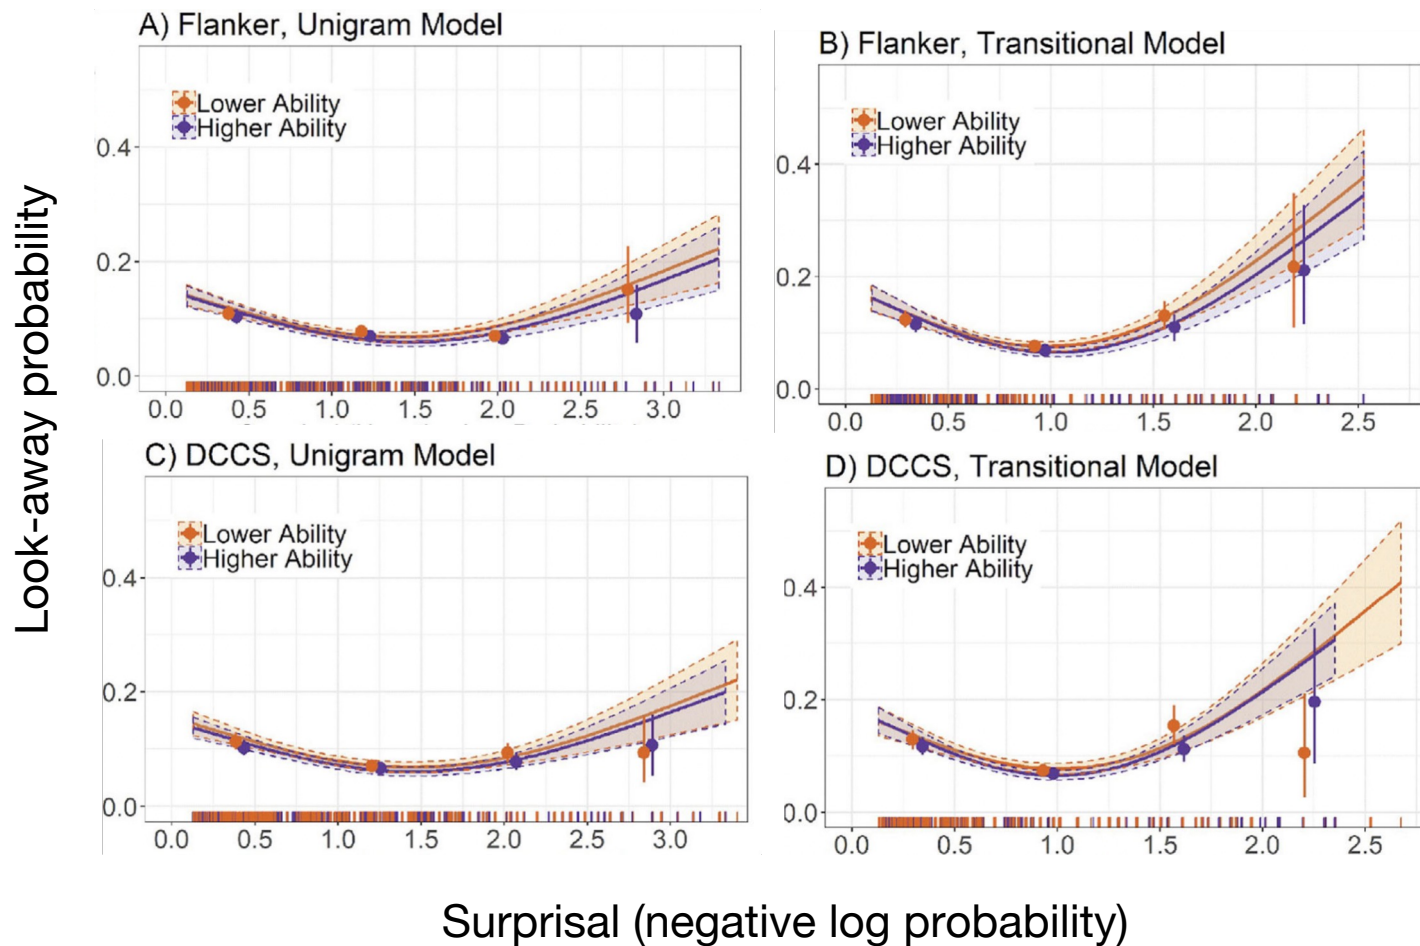 A) Flanker, Unigram Model
Lower Ability
Higher Ability
0.4
0.2
0.0
0.0 1.0 1.5 2.0 2.5 3.0
B) Flanker, Transitional Model
Lower Ability
Higher Ability
0.4
0.2
0.0
0.0 0.5 1.0 1.5 2.0 2.5
Look-away probability
C) DCCS, Unigram Model
Lower Ability
Higher Ability
0.4
0.2
0.0
0.0 0.5 1.0 1.5 2.0 2.5 3.0
D) DCCS, Transitional Model
Lower Ability
Higher Ability
0.4
0.2
0.0
0.0 0.5 1.0 1.5 2.0 2.5
Surprisal (negative log probability)